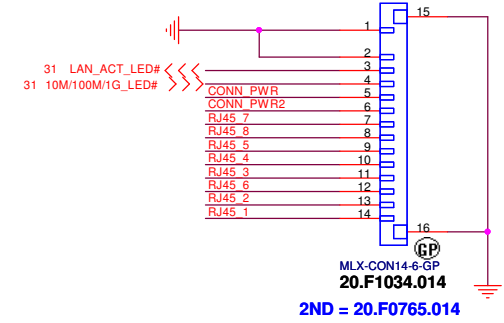 15
1
2
31 LAN_ACT_LED# 3
31 10M/100M/1G_LED# 4
CONN_PWR 5
CONN_PWR2 6
RJ45_7 7
RJ45_8 8
RJ45_5 9
RJ45_4 10
RJ45_3 11
RJ45_6 12
RJ45_2 13
RJ45_1 14
16
GP
MLX-CON14-6-GP
20.F1034.014
2ND = 20.F0765.014